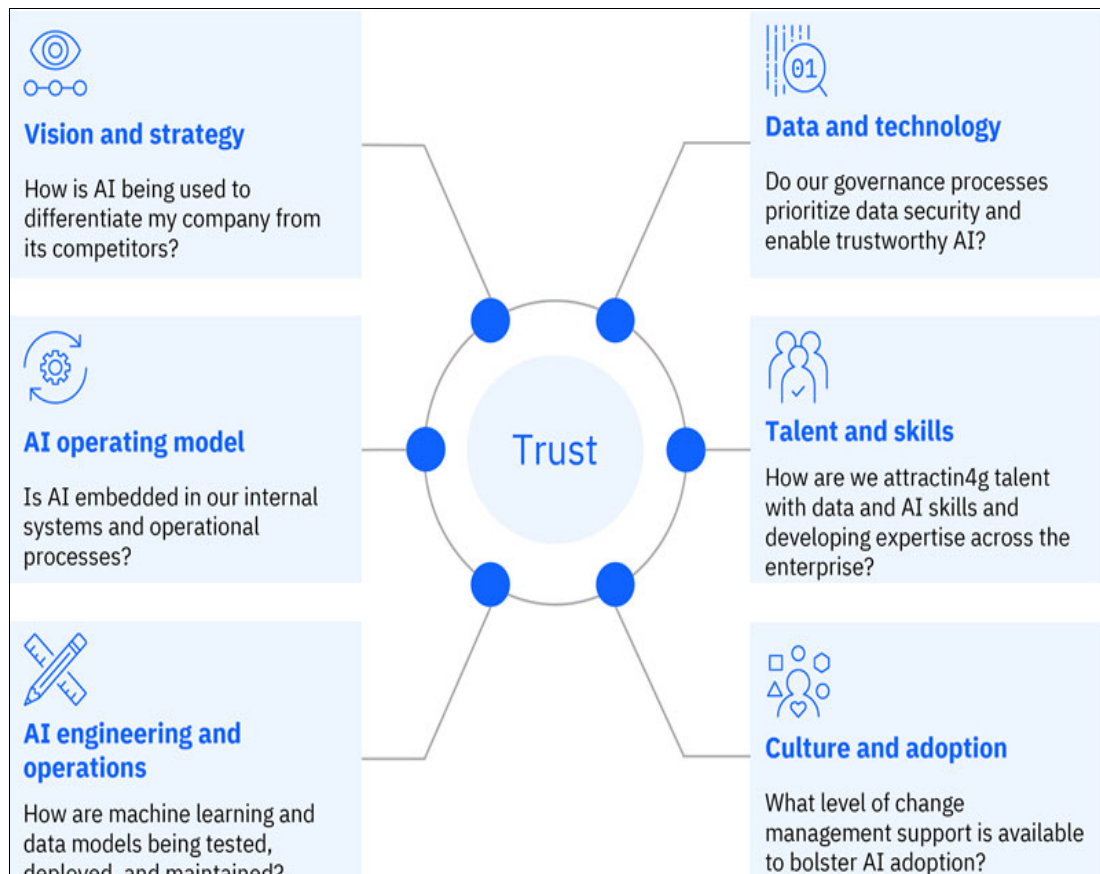 Vision and strategy
How is AI being used to
differentiate my company from
its competitors?
AI operating model
Is AI embedded in our internal
systems and operational
processes?
AI engineering and
operations
How are machine learning and
data models being tested,
deployed, and maintained?
Trust
01
Data and technology
Do our governance processes
prioritize data security and
enable trustworthy AI?
Talent and skills
How are we attractin4g talent
with data and AI skills and
developing expertise across the
enterprise?
Culture and adoption
What level of change
management support is available
to bolster AI adoption?